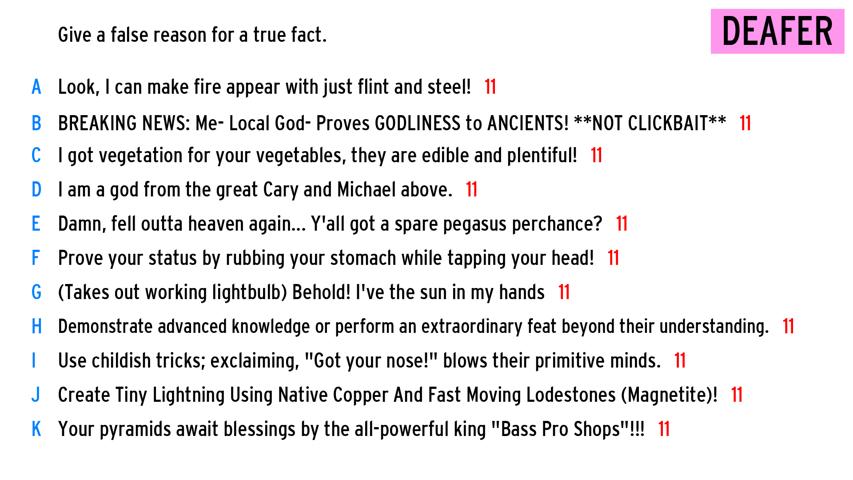 Give a false reason for a true fact.
DEAFER
A Look, I can make fire appear with just flint and steel! 11
B BREAKING NEWS: Me- Local God- Proves GODLINESS to ANCIENTS! **NOT CLICKBAIT** 11
C I got vegetation for your vegetables, they are edible and plentiful! 11
D I am a god from the great Cary and Michael above. 11
E Damn, fell outta heaven again... Y'all got a spare pegasus perchance? 11
F Prove your status by rubbing your stomach while tapping your head! 11
G (Takes out working lightbulb) Behold! I've the sun in my hands 11
H Demonstrate advanced knowledge or perform an extraordinary feat beyond their understanding. 11
I Use childish tricks; exclaiming, "Got your nose!" blows their primitive minds. 11
J Create Tiny Lightning Using Native Copper And Fast Moving Lodestones (Magnetite)! 11
K Your pyramids await blessings by the all-powerful king "Bass Pro Shops"!!! 11